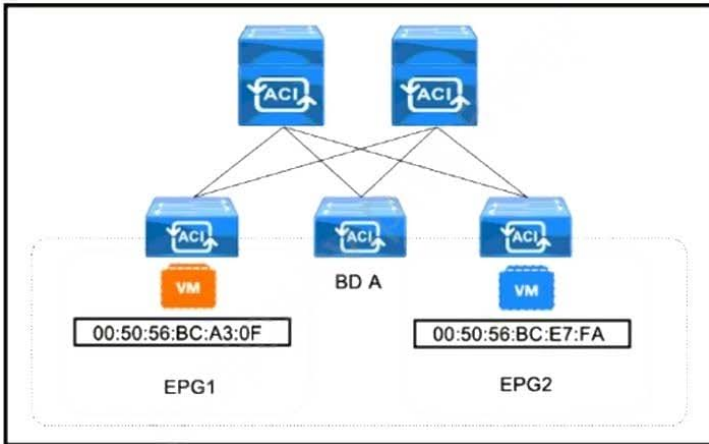 ACI
ACI
ACI
ACI
ACI
VM
BD A
VM
00:50:56:BC:A3:0F
00:50:56:BC:E7:FA
EPG1
EPG2